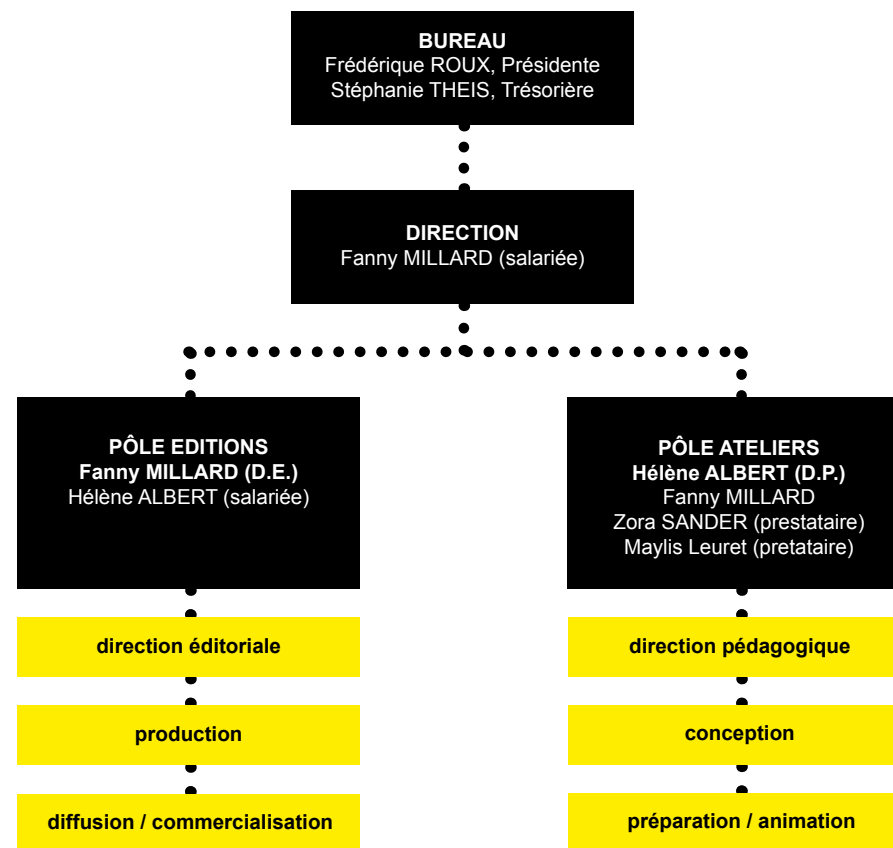 BUREAU
Frédérique ROUX, Présidente
Stéphanie THEIS, Trésorière
DIRECTION
Fanny MILLARD (salariée)
PÔLE EDITIONS
Fanny MILLARD (D.E.)
Hélène ALBERT (salariée)
direction éditoriale
production
diffusion / commercialisation
PÔLE ATELIERS
Hélène ALBERT (D.P.)
Fanny MILLARD
Zora SANDER (prestataire)
Maylis Leuret (pretataire)
direction pédagogique
conception
préparation / animation